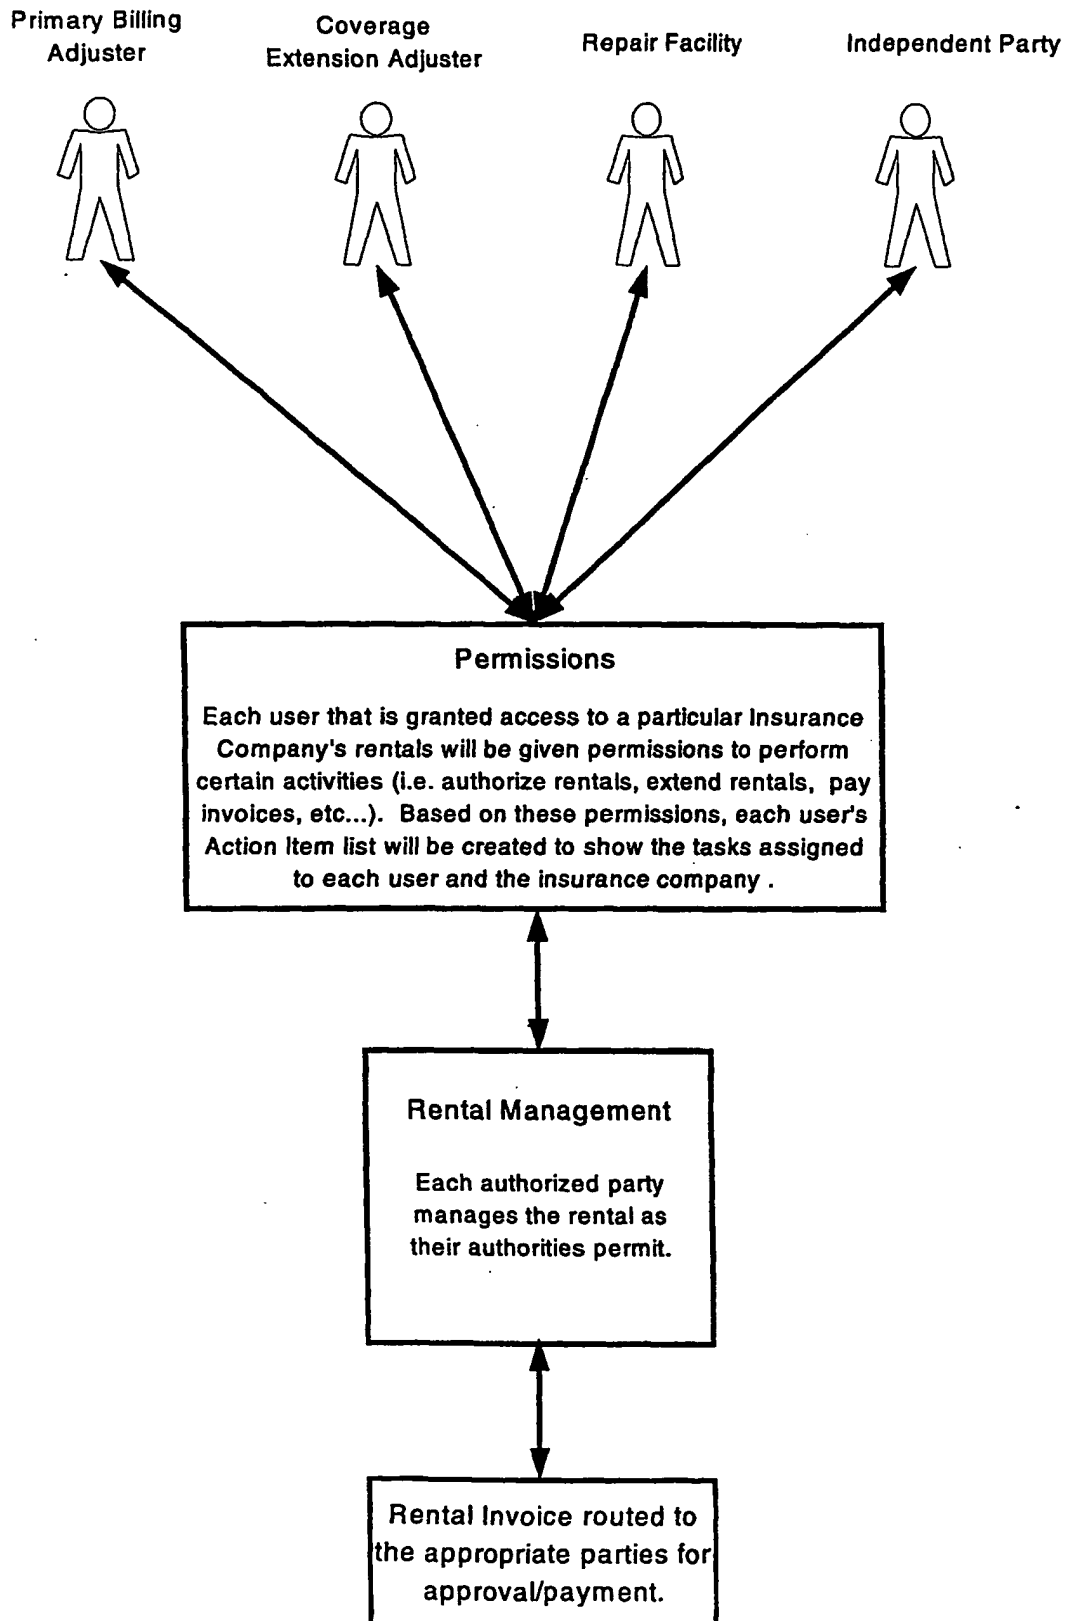 Primary Billing
Adjuster
Coverage
Extension Adjuster
Repair Facility
Independent Party
Permissions
Each user that is granted access to a particular Insurance
Company's rentals will be given permissions to perform
certain activities (i.e. authorize rentals, extend rentals, pay
invoices, etc...). Based on these permissions, each user's
Action Item list will be created to show the tasks assigned
to each user and the insurance company .
Rental Management
Each authorized party
manages the rental as
their authorities permit.
Rental Invoice routed to
the appropriate parties for
approval/payment.